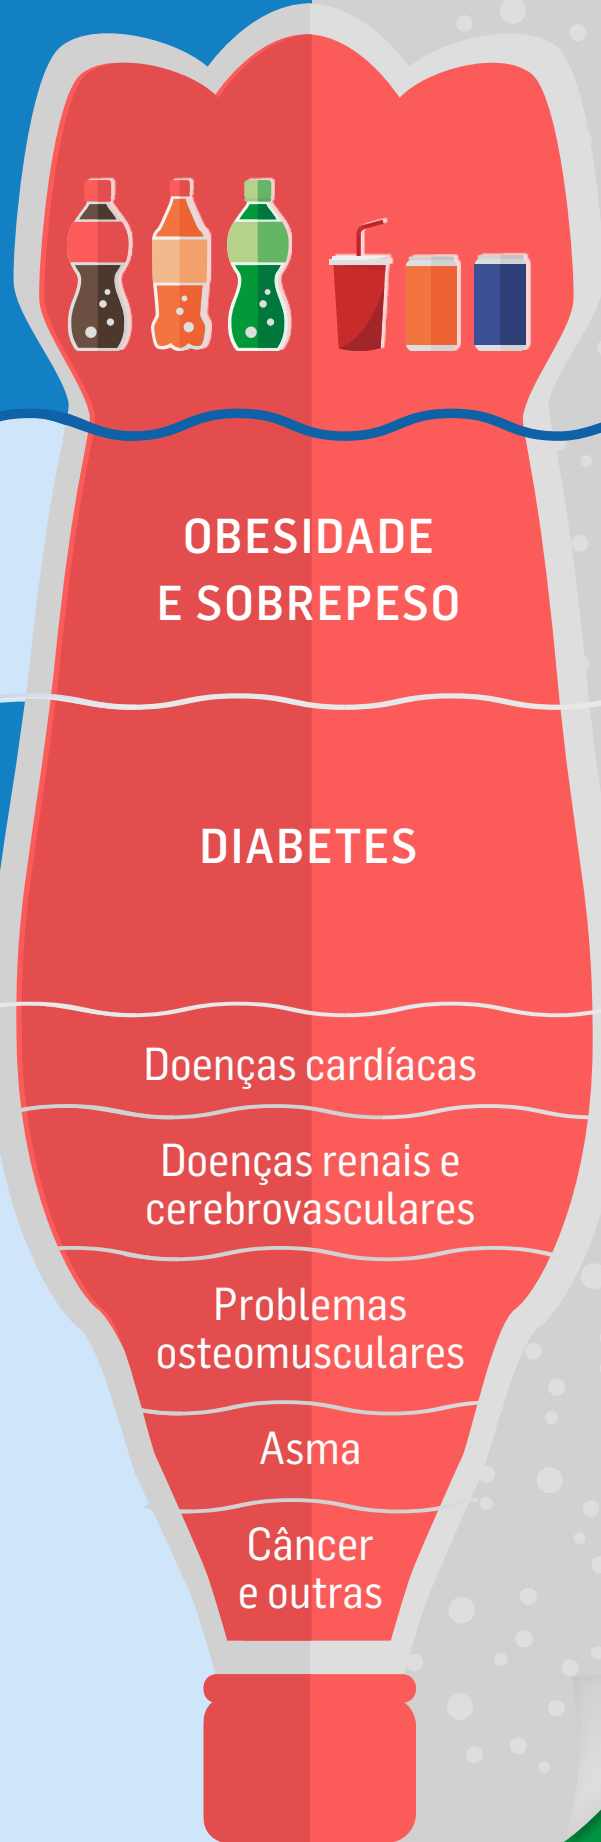 OBESIDADE
E SOBREPESO
DIABETES
Doenças cardíacas
Doenças renais e
cerebrovasculares
Problemas
osteomusculares
Asma
Câncer
e outras